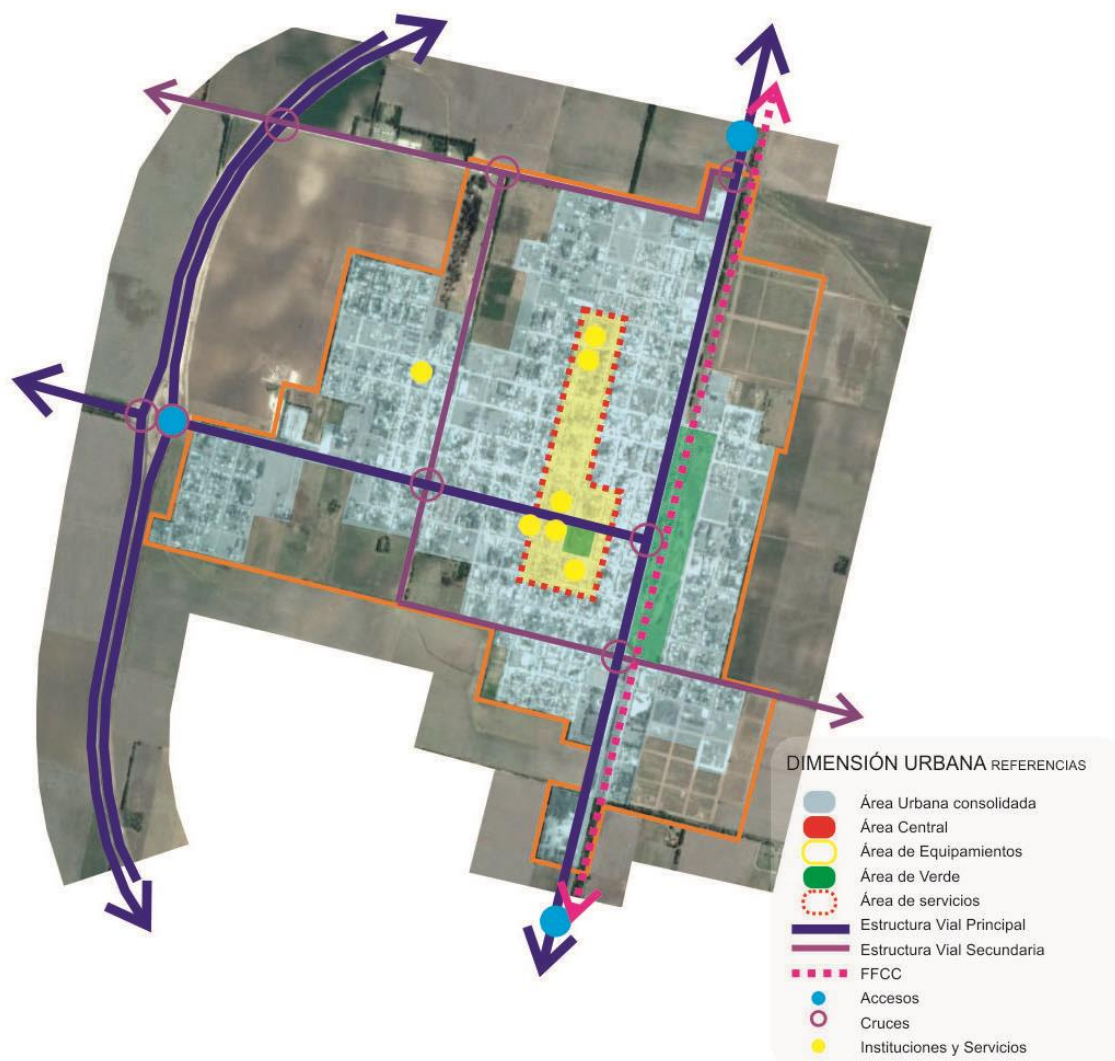 DIMENSIÓN URBANA REFERENCIAS
Área Urbana consolidada
Área Central
Área de Equipamientos
Área de Verde
Área de servicios
Estructura Vial Principal
Estructura Vial Secundaria
FFCC
Accesos
Cruces
Instituciones y Servicios